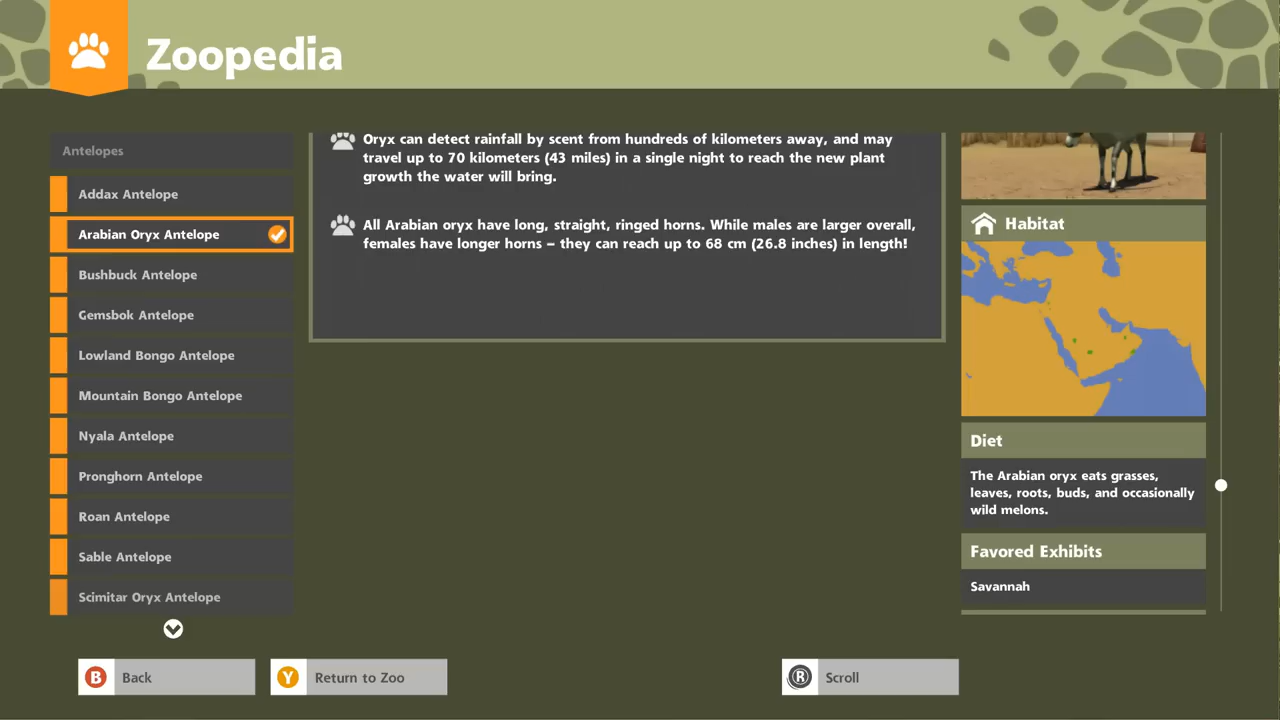 Zoopedia
Antelopes
Addax Antelope
Arabian Oryx Antelope
Bushbuck Antelope
Gemsbok Antelope
Lowland Bongo Antelope
Mountain Bongo Antelope
Nyala Antelope
Pronghorn Antelope
Roan Antelope
Sable Antelope
Scimitar Oryx Antelope
Oryx can detect rainfall by scent from hundreds of kilometers away, and may
travel up to 70 kilometers (43 miles) in a single night to reach the new plant
growth the water will bring.
All Arabian oryx have long, straight, ringed horns. While males are larger overall,
females have longer horns – they can reach up to 68 cm (26.8 inches) in length!
Habitat
Diet
The Arabian oryx eats grasses,
leaves, roots, buds, and occasionally
wild melons.
Favored Exhibits
Savannah
B Back
Y Return to Zoo
R Scroll